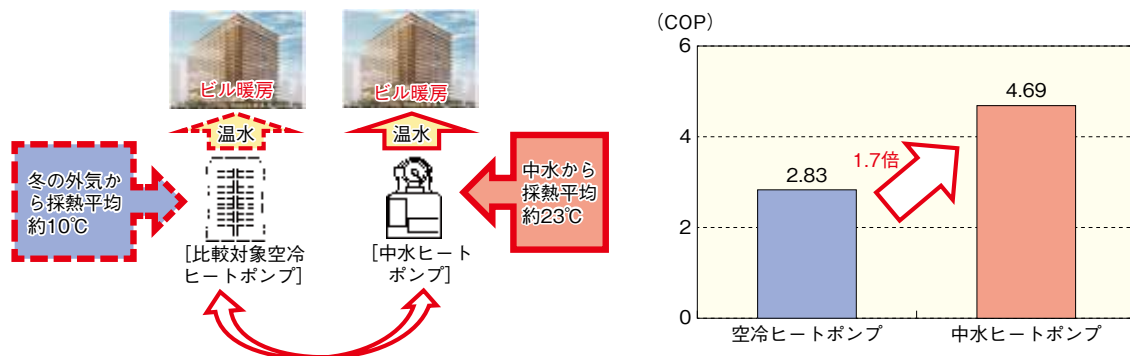 ビル暖房
ビル暖房
温水
温水
冬の外気か
ら採熱平均
約10℃
中水から
採熱平均
約23℃
[比較対象空冷
ヒートポンプ]
[中水ヒート
ポンプ]
(COP)
6
4
2
0
2.83
4.69
1.7倍
空冷ヒートポンプ
中水ヒートポンプ